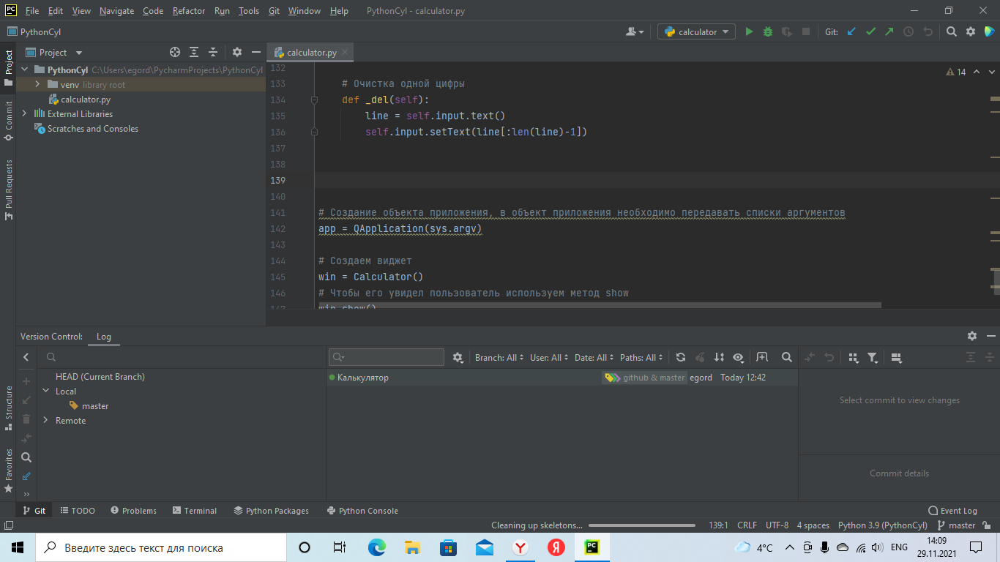 File Edit View Navigate Code Refactor Run Tools Git Window Help PythonCyl - calculator.py
PythonCyl
calculator
Git:
Project
calculator.py
PythonCyl C:\Users\egord\PycharmProjects\PythonCyl
venv library root
calculator.py
External Libraries
Scratches and Consoles
Project
Commit
Pull Requests
14
132
133 # Очистка одной цифры
134 def _del(self):
135 line = self.input.text()
136 self.input.setText(line[:len(line)-1])
137
138
139
140
141 # Создание объекта приложения, в объект приложения необходимо передавать списки аргументов
142 app = QApplication(sys.argv)
143
144 # Создаем виджет
145 win = Calculator()
146 # Чтобы его увидел пользователь используем метод show
147 win.show()
Version Control: Log
Branch: All User: All Date: All Paths: All
HEAD (Current Branch)
Local
master
Remote
Калькулятор github & master egord Today 12:42
Select commit to view changes
Commit details
Structure
Favorites
Git TODO Problems Terminal Python Packages Python Console Event Log
Cleaning up skeletons... 139:1 CRLF UTF-8 4 spaces Python 3.9 (PythonCyl) master
Введите здесь текст для поиска
4°C ENG
14:09
29.11.2021